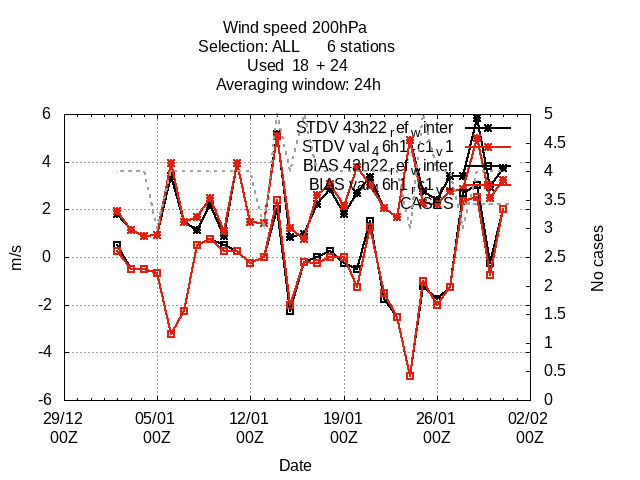 Wind speed 200hPa
Selection: ALL 6 stations
Used 18 + 24
Averaging window: 24h
STDV 43h22_ref_winter
STDV val_46h1_c1_v1
BIAS 43h22_ref_winter
CASES
6
4
2
0
-2
-4
-6
m/s
5
4.5
4
3.5
3
2.5
2
1.5
1
0.5
0
No cases
29/12 05/01 12/01 19/01 26/01 02/02
00Z 00Z 00Z 00Z 00Z 00Z
Date